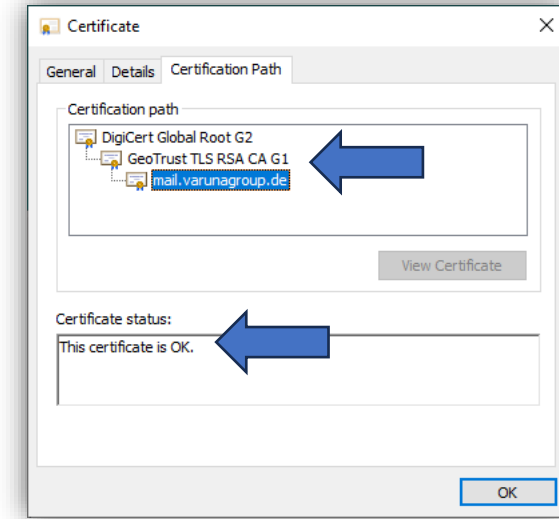 Certificate
General Details Certification Path
Certification path
DigiCert Global Root G2
GeoTrust TLS RSA CA G1
mail.varunagroup.de
View Certificate
Certificate status:
This certificate is OK.
OK